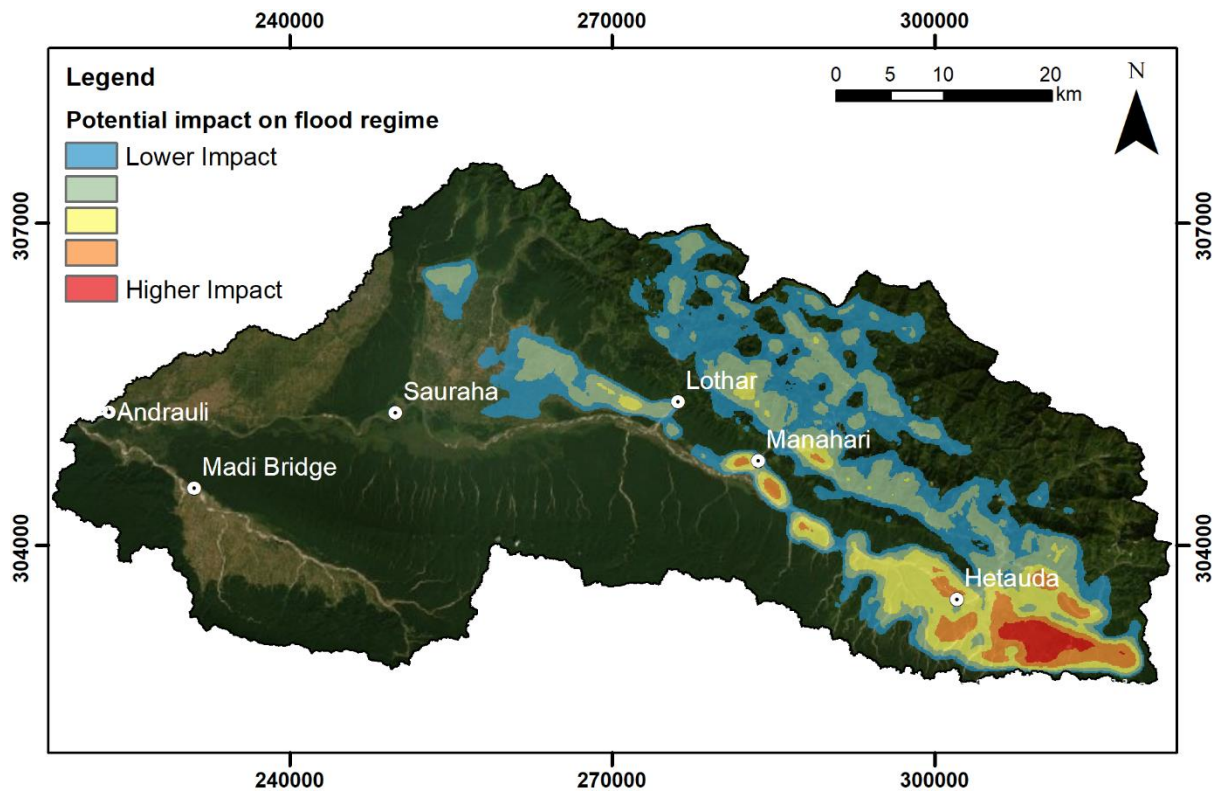 240000 270000 300000
Legend
Potential impact on flood regime
Lower Impact
Higher Impact
0 5 10 20
km
N
307000 307000
Lothar
Sauraha
Andrauli
Manahari
Madi Bridge
304000 304000
Hetauda
240000 270000 300000